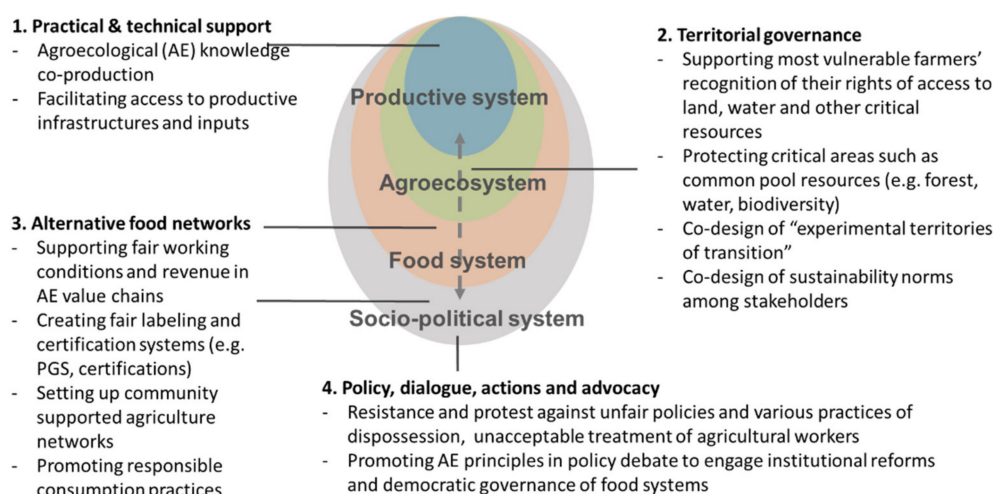 1. Practical & technical support
- Agroecological (AE) knowledge
co-production
- Facilitating access to productive
infrastructures and inputs
2. Territorial governance
- Supporting most vulnerable farmers'
recognition of their rights of access to
land, water and other critical
resources
- Protecting critical areas such as
common pool resources (e.g. forest,
water, biodiversity)
- Co-design of “experimental territories
of transition”
- Co-design of sustainability norms
among stakeholders
Productive system
Agroecosystem
Food system
Socio-political system
3. Alternative food networks
- Supporting fair working
conditions and revenue in
AE value chains
- Creating fair labeling and
certification systems (e.g.
PGS, certifications)
- Setting up community
supported agriculture
networks
- Promoting responsible
consumption practices
4. Policy, dialogue, actions and advocacy
- Resistance and protest against unfair policies and various practices of
dispossession, unacceptable treatment of agricultural workers
- Promoting AE principles in policy debate to engage institutional reforms
and democratic governance of food systems